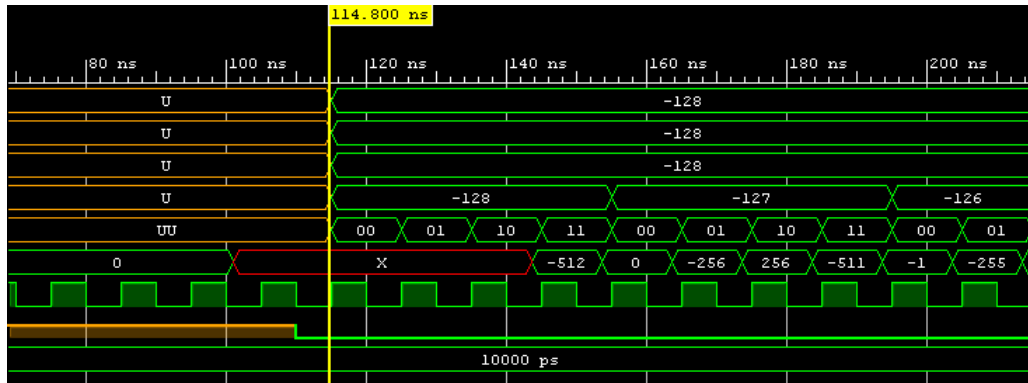 114.800 ns
80 ns 100 ns 120 ns 140 ns 160 ns 180 ns 200 ns
U -128
U -128
U -128
U -128 -127 -126
UU 00 01 10 11 00 01 10 11 00 01
0 X -512 0 -256 256 -511 -1 -255
10000 ps